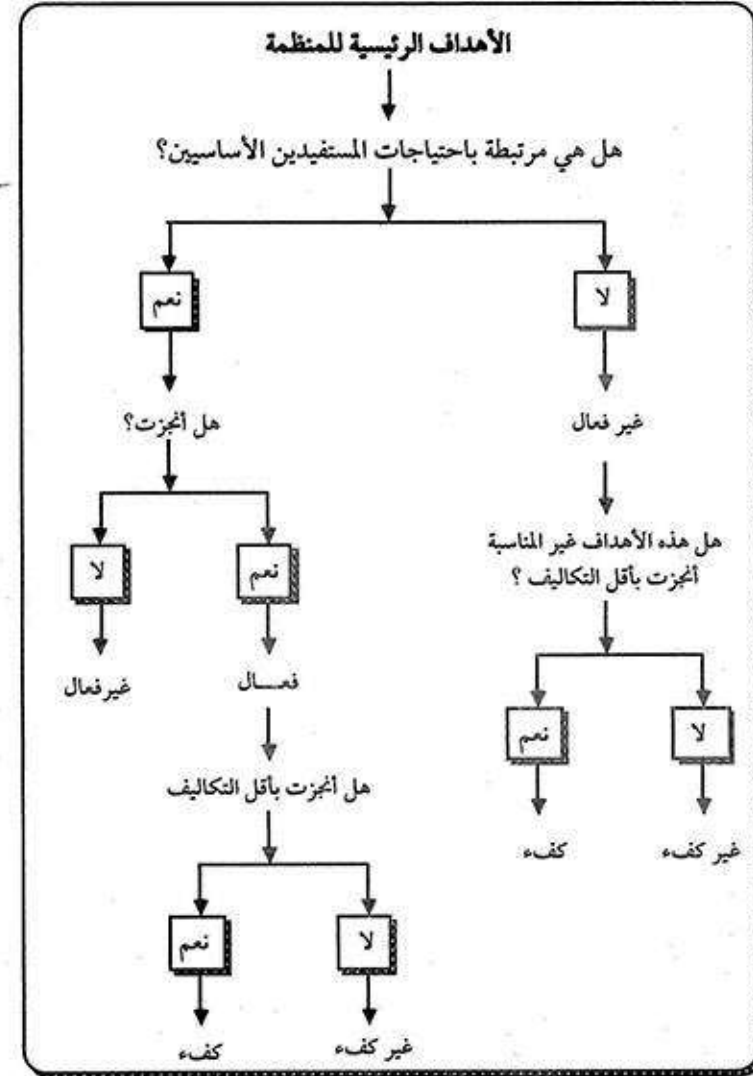 الأهداف الرئيسية للمنظمة
هل هي مرتبطة باحتياجات المستفيدين الأساسيين؟
لا
نعم
غير فعال
هل أنجزت؟
هل هذه الأهداف غير المناسبة
أنجزت بأقل التكاليف ؟
نعم
لا
فعـــال
غير فعال
لا
نعم
هل أنجزت بأقل التكاليف
غير كفء
كفء
لا
نعم
غير كفء
كفء